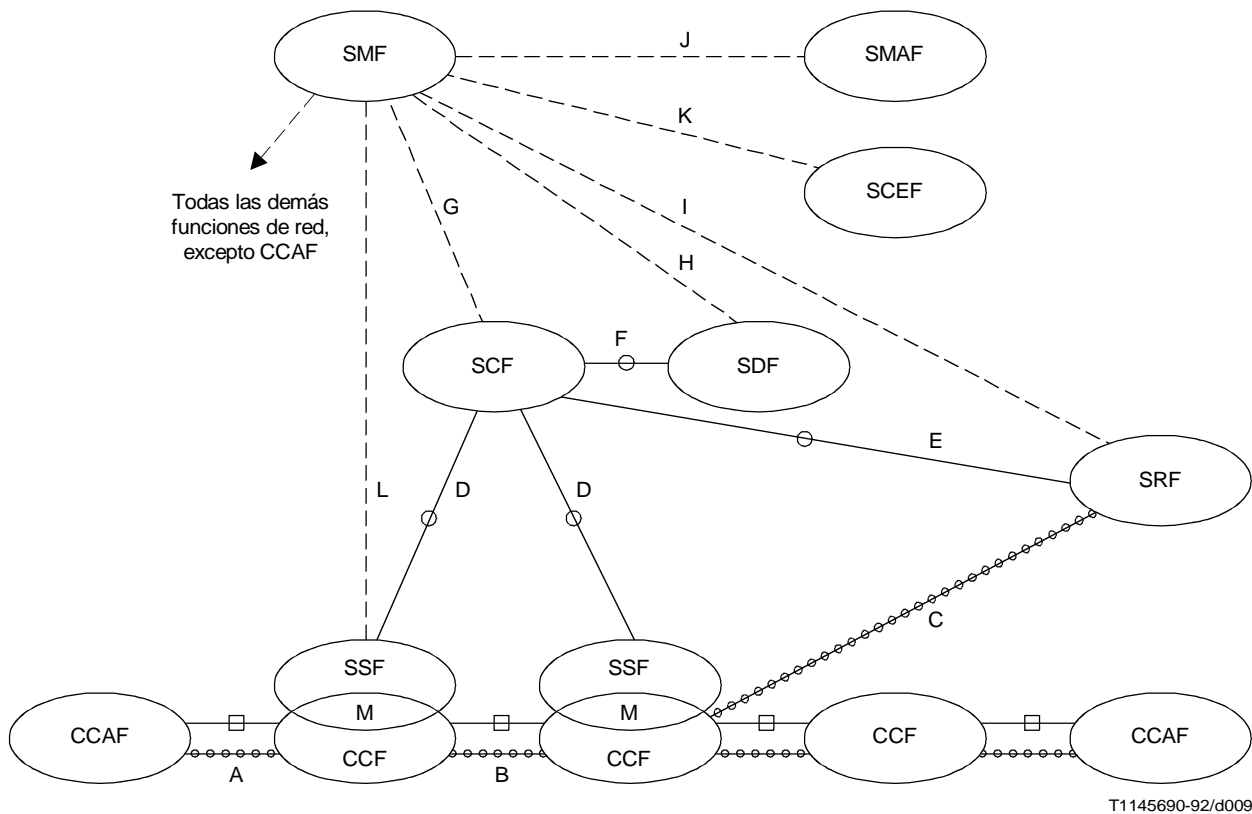 J
SMF
SMAF
K
SCEF
Todas las demás
funciones de red,
excepto CCAF
G
I
H
F
SCF
SDF
E
SRF
L
D
D
C
SSF
SSF
M
M
CCAF
CCF
CCF
CCF
CCAF
A
B
T1145690-92/d009